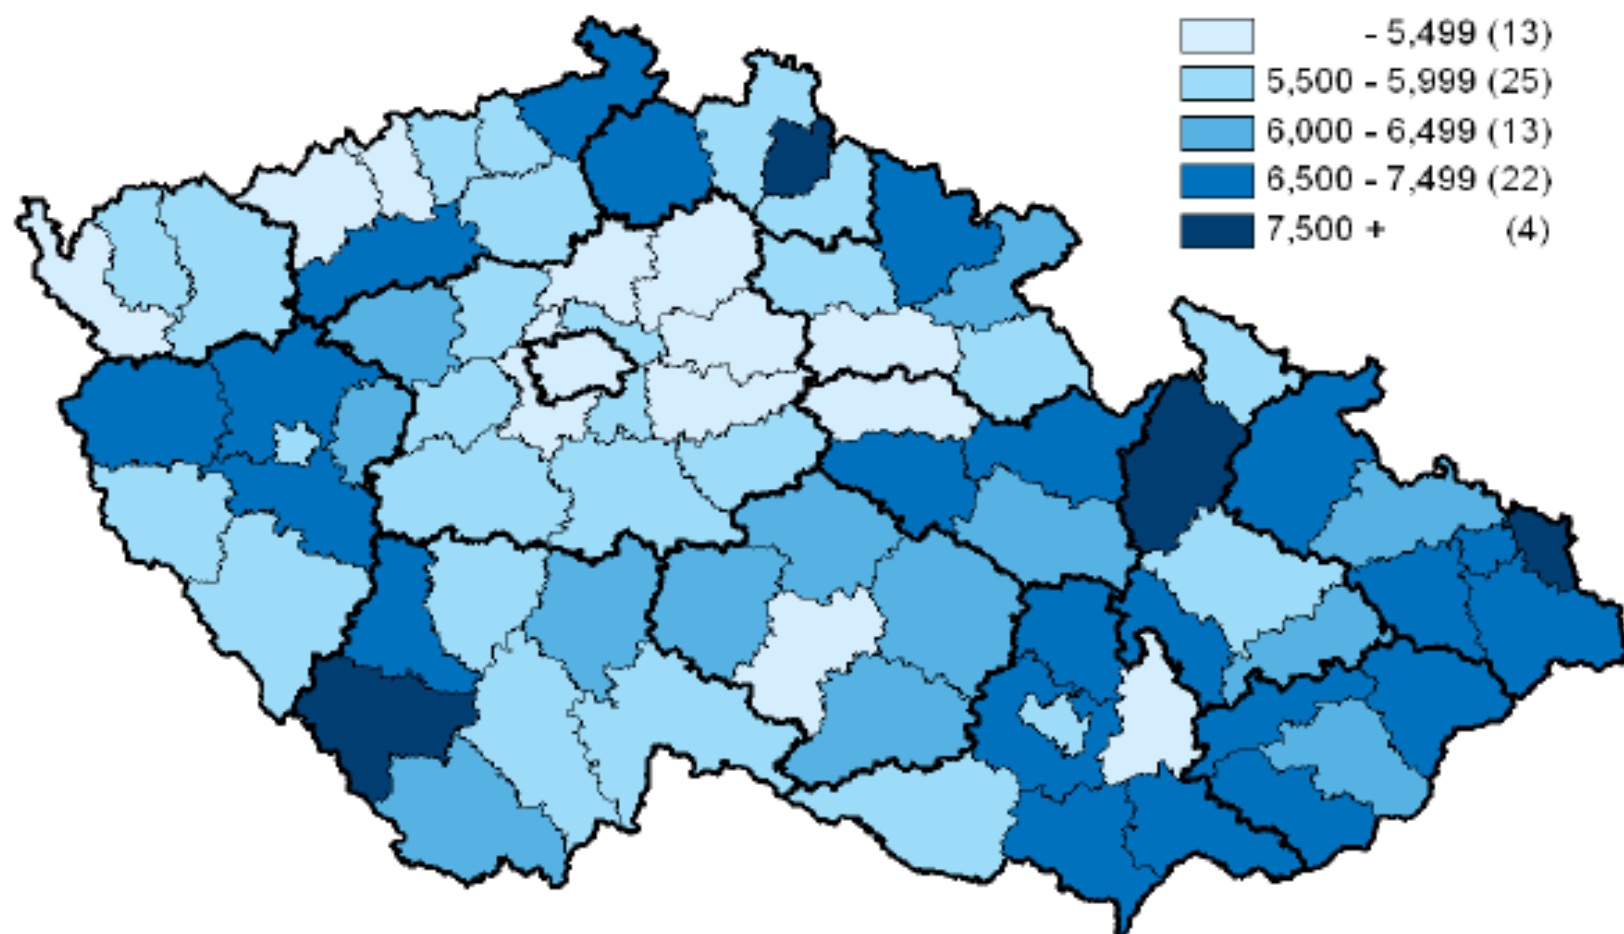 - 5,499 (13)
5,500 - 5,999 (25)
6,000 - 6,499 (13)
6,500 - 7,499 (22)
7,500 + (4)